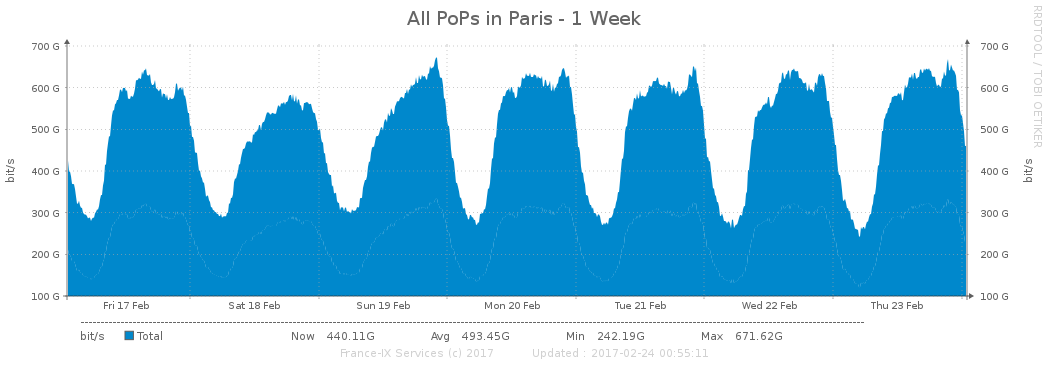 All PoPs in Paris - 1 Week
RRDTOOL / TOBI OETIKER
700 G 700 G
600 G 600 G
500 G 500 G
400 G 400 G
300 G 300 G
200 G 200 G
100 G 100 G
bit/s
bit/s
Fri 17 Feb Sat 18 Feb Sun 19 Feb Mon 20 Feb Tue 21 Feb Wed 22 Feb Thu 23 Feb
bit/s Total Now 440.11G Avg 493.45G Min 242.19G Max 671.62G
France-IX Services (c) 2017 Updated : 2017-02-24 00:55:11